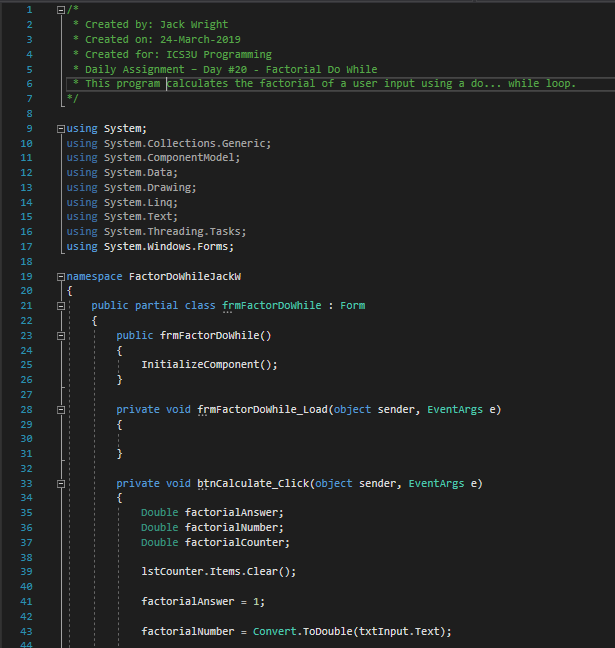 1 /*
2 * Created by: Jack Wright
3 * Created on: 24-March-2019
4 * Created for: ICS3U Programming
5 * Daily Assignment – Day #20 - Factorial Do While
6 * This program calculates the factorial of a user input using a do... while loop.
7 */
8
9 using System;
10 using System.Collections.Generic;
11 using System.ComponentModel;
12 using System.Data;
13 using System.Drawing;
14 using System.Linq;
15 using System.Text;
16 using System.Threading.Tasks;
17 using System.Windows.Forms;
18
19 namespace FactorDoWhileJackW
20 {
21 public partial class frmFactorDoWhile : Form
22 {
23 public frmFactorDoWhile()
24 {
25 InitializeComponent();
26 }
27
28 private void frmFactorDoWhile_Load(object sender, EventArgs e)
29 {
30
31 }
32
33 private void btnCalculate_Click(object sender, EventArgs e)
34 {
35 Double factorialAnswer;
36 Double factorialNumber;
37 Double factorialCounter;
38
39 lstCounter.Items.Clear();
40
41 factorialAnswer = 1;
42
43 factorialNumber = Convert.ToDouble(txtInput.Text);
44